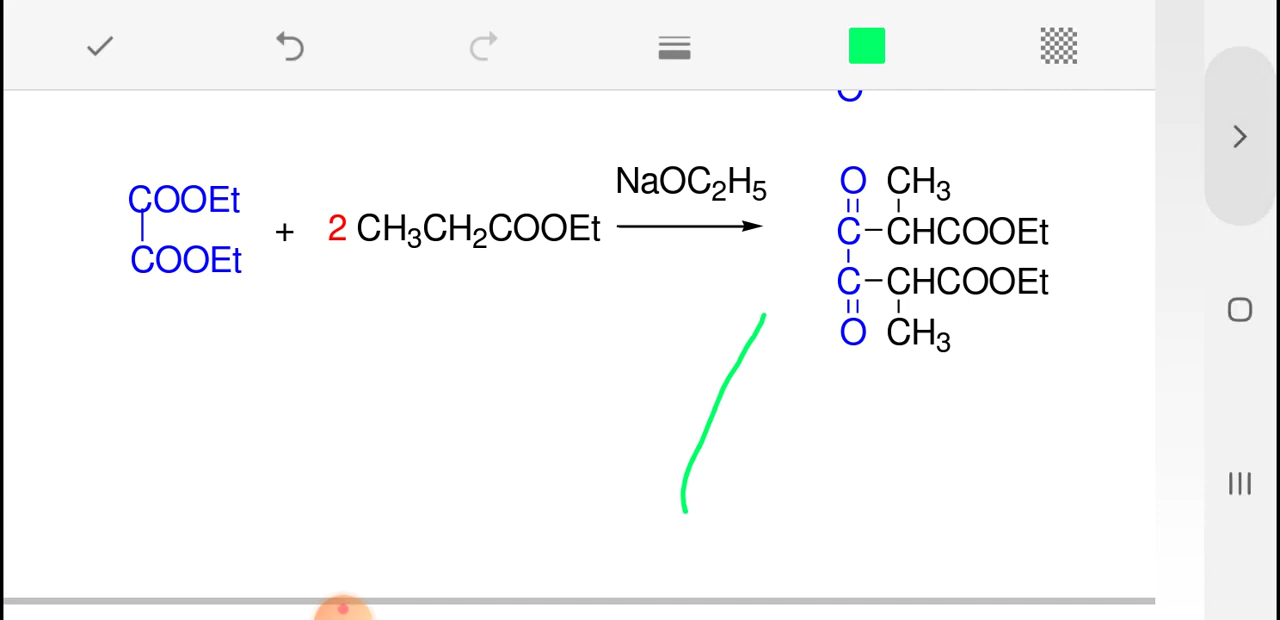 NaOC2H5
O CH3
COOEt
COOEt
+ 2 CH3CH2COOEt
C-CHCOOEt
C-CHCOOEt
O CH3